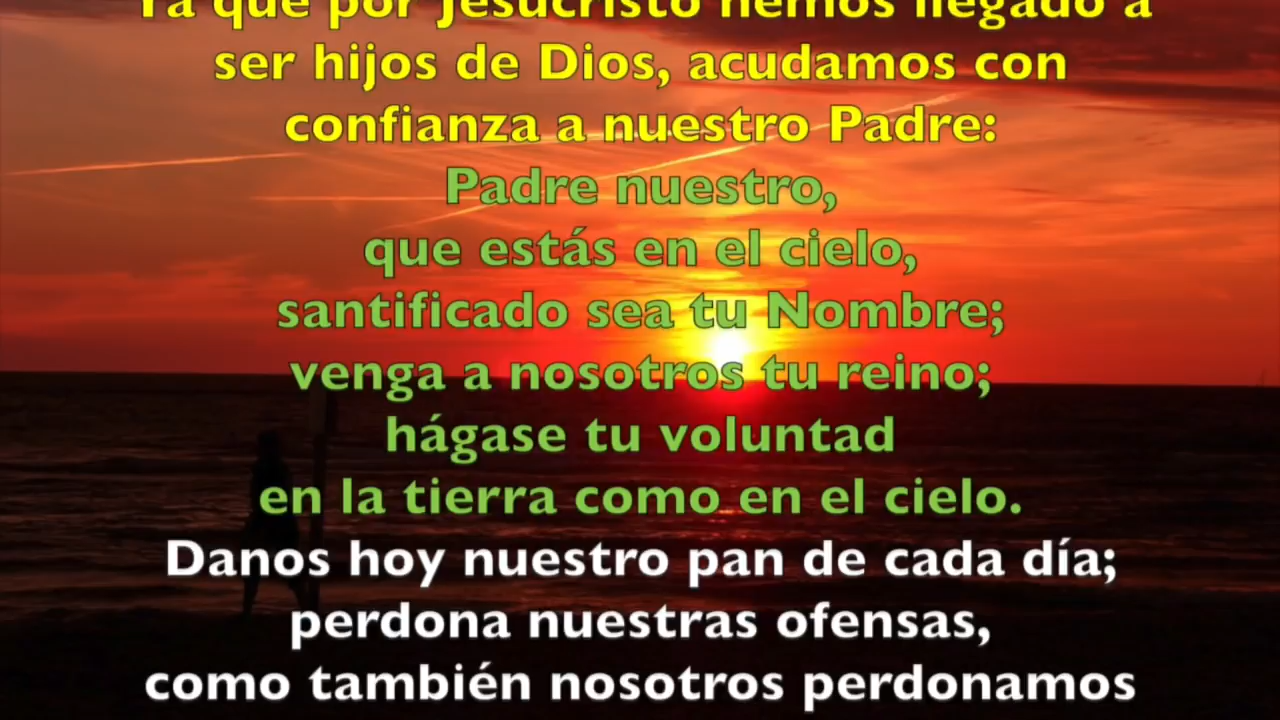 Ya que por Jesucristo hemos llegado a
ser hijos de Dios, acudamos con
confianza a nuestro Padre:
Padre nuestro,
que estás en el cielo,
santificado sea tu Nombre;
venga a nosotros tu reino;
hágase tu voluntad
en la tierra como en el cielo.
Danos hoy nuestro pan de cada día;
perdona nuestras ofensas,
como también nosotros perdonamos